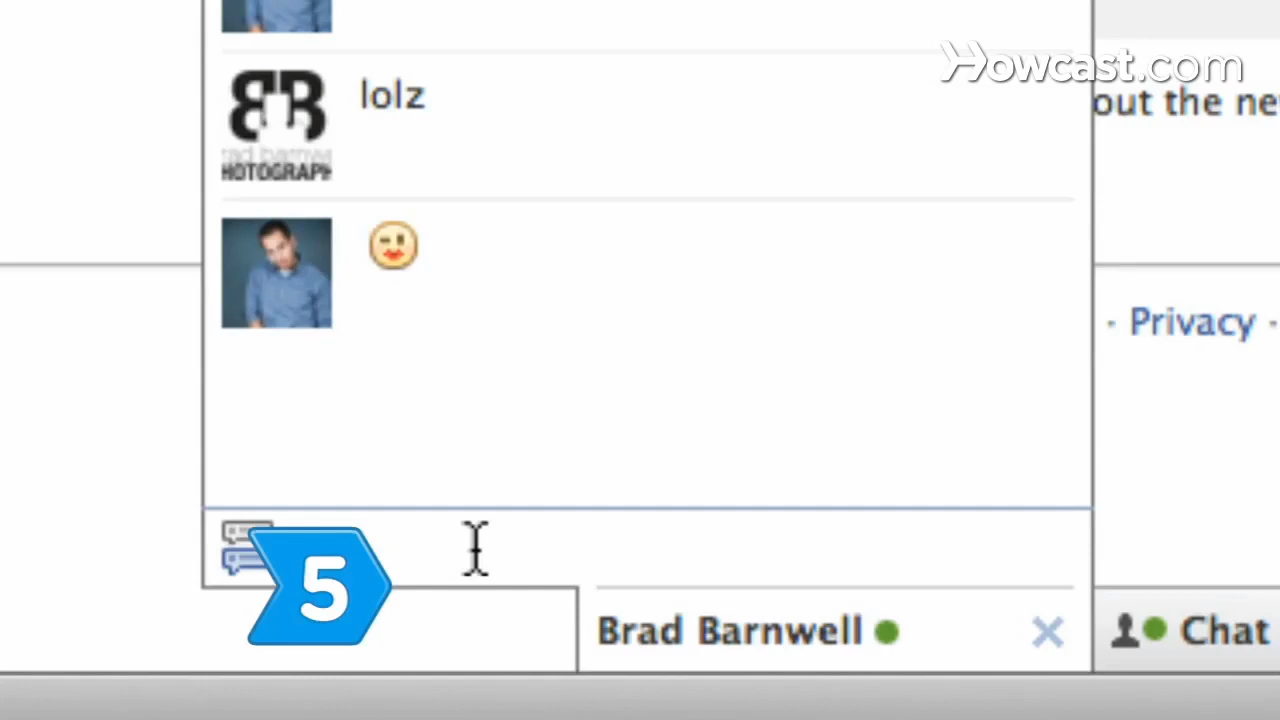 Howcast.com
lolz
out the ne
HOTOGRAPH
· Privacy ·
5
Brad Barnwell
Chat